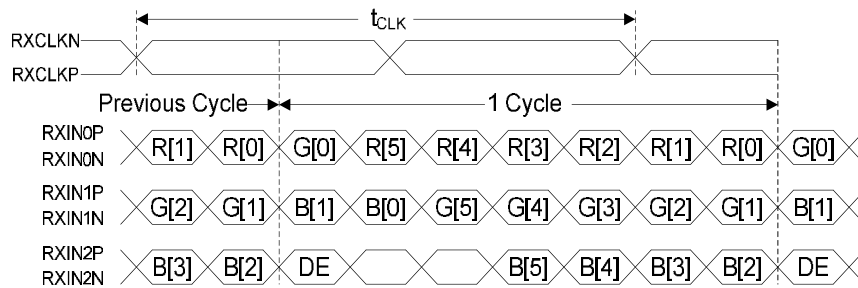 tCLK
RXCLKN
RXCLKP
Previous Cycle
1 Cycle
RXIN0P
RXIN0N
R[1] R[0] G[0] R[5] R[4] R[3] R[2] R[1] R[0] G[0]
RXIN1P
RXIN1N
G[2] G[1] B[1] B[0] G[5] G[4] G[3] G[2] G[1] B[1]
RXIN2P
RXIN2N
B[3] B[2] DE B[5] B[4] B[3] B[2] DE